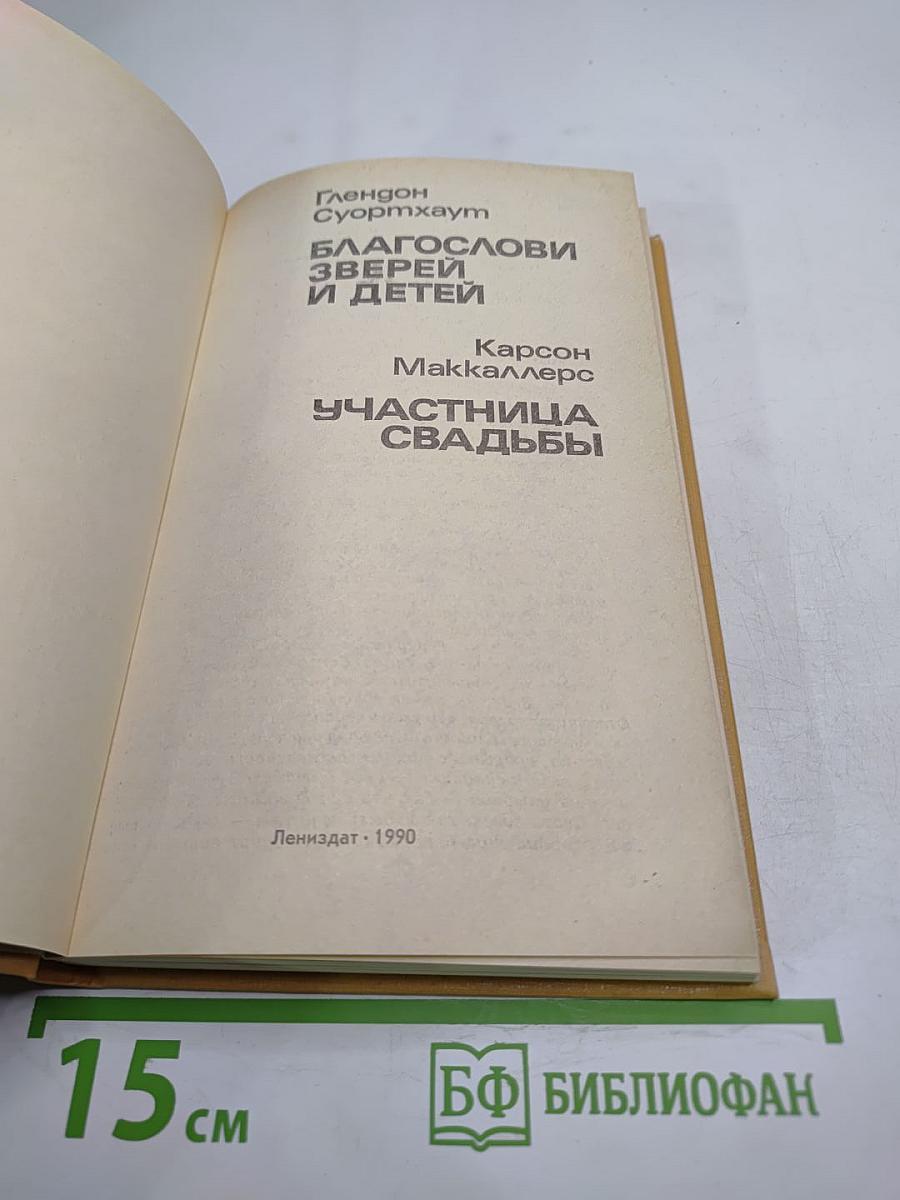 Глендон
Суортхаут
БЛАГОСЛОВИ
ЗВЕРЕЙ
И ДЕТЕЙ
Карсон
Маккаллерс
УЧАСТНИЦА
СВАДЬБЫ
Лениздат · 1990
15 см
БФ БИБЛИОФАН